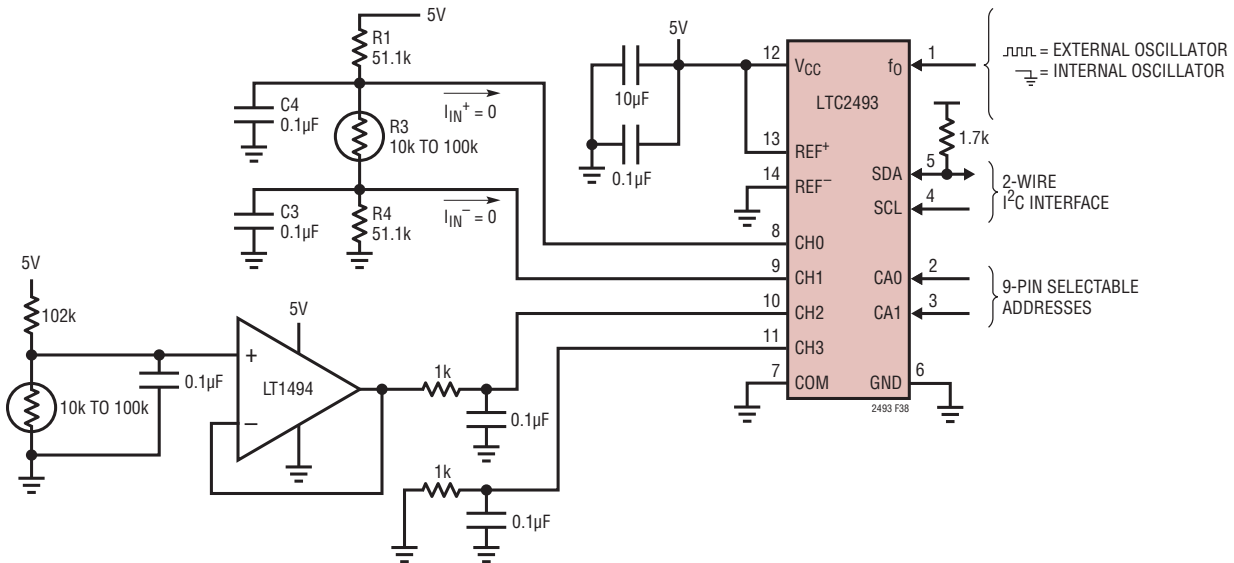 5V
R1
51.1k
C4
0.1µF
I_IN^+ = 0
R3
10k TO 100k
C3
0.1µF
R4
51.1k
I_IN^– = 0
5V
10µF
0.1µF
12
V_CC
13
REF^+
14
REF^–
8
CH0
9
CH1
10
CH2
11
CH3
7
COM
LTC2493
f_O
1
SDA
5
SCL
4
CA0
2
CA1
3
GND
6
2493 F38
1.7k
= EXTERNAL OSCILLATOR
= INTERNAL OSCILLATOR
2-WIRE
I^2C INTERFACE
9-PIN SELECTABLE
ADDRESSES
5V
102k
10k TO 100k
0.1µF
5V
+
LT1494
–
1k
0.1µF
1k
0.1µF